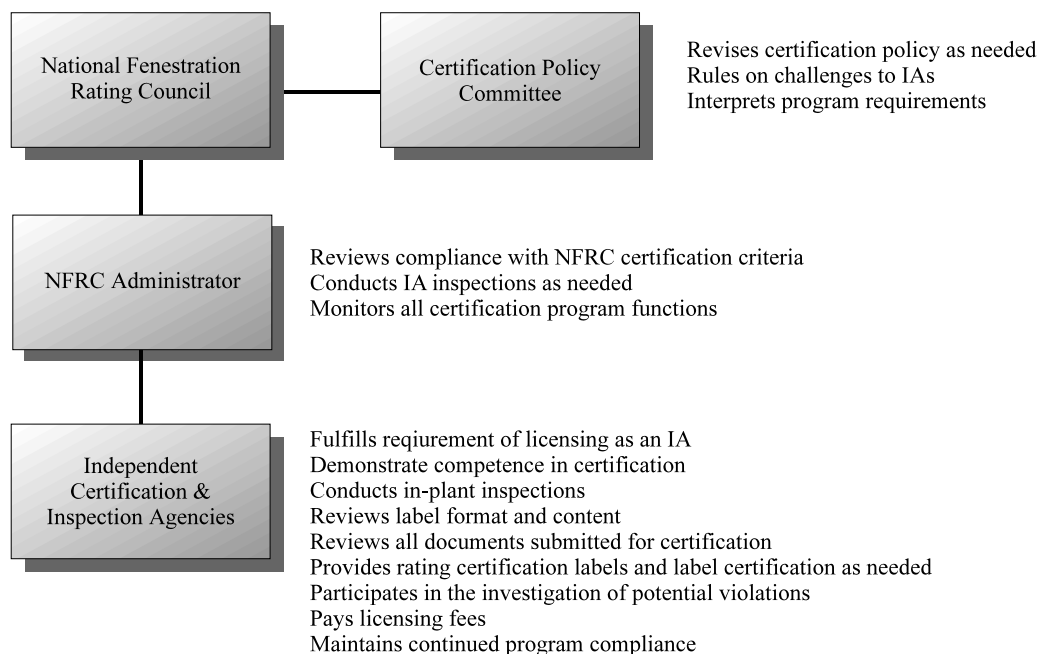 National Fenestration
Rating Council
Certification Policy
Committee
Revises certification policy as needed
Rules on challenges to IAs
Interprets program requirements
NFRC Administrator
Reviews compliance with NFRC certification criteria
Conducts IA inspections as needed
Monitors all certification program functions
Independent
Certification &
Inspection Agencies
Fulfills reqiurement of licensing as an IA
Demonstrate competence in certification
Conducts in-plant inspections
Reviews label format and content
Reviews all documents submitted for certification
Provides rating certification labels and label certification as needed
Participates in the investigation of potential violations
Pays licensing fees
Maintains continued program compliance